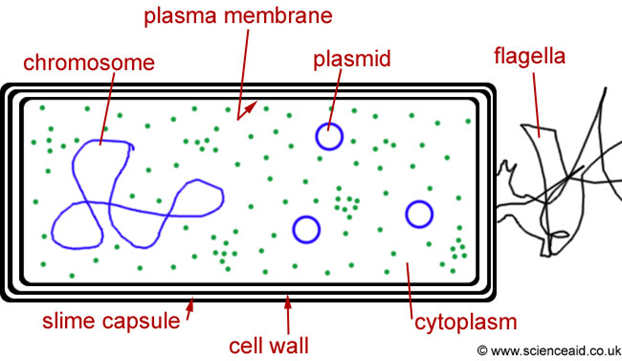 plasma membrane
chromosome
plasmid
flagella
slime capsule
cell wall
cytoplasm
© www.scienceaid.co.uk